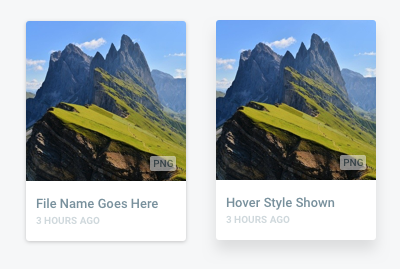 PNG
File Name Goes Here
3 HOURS AGO
PNG
Hover Style Shown
3 HOURS AGO